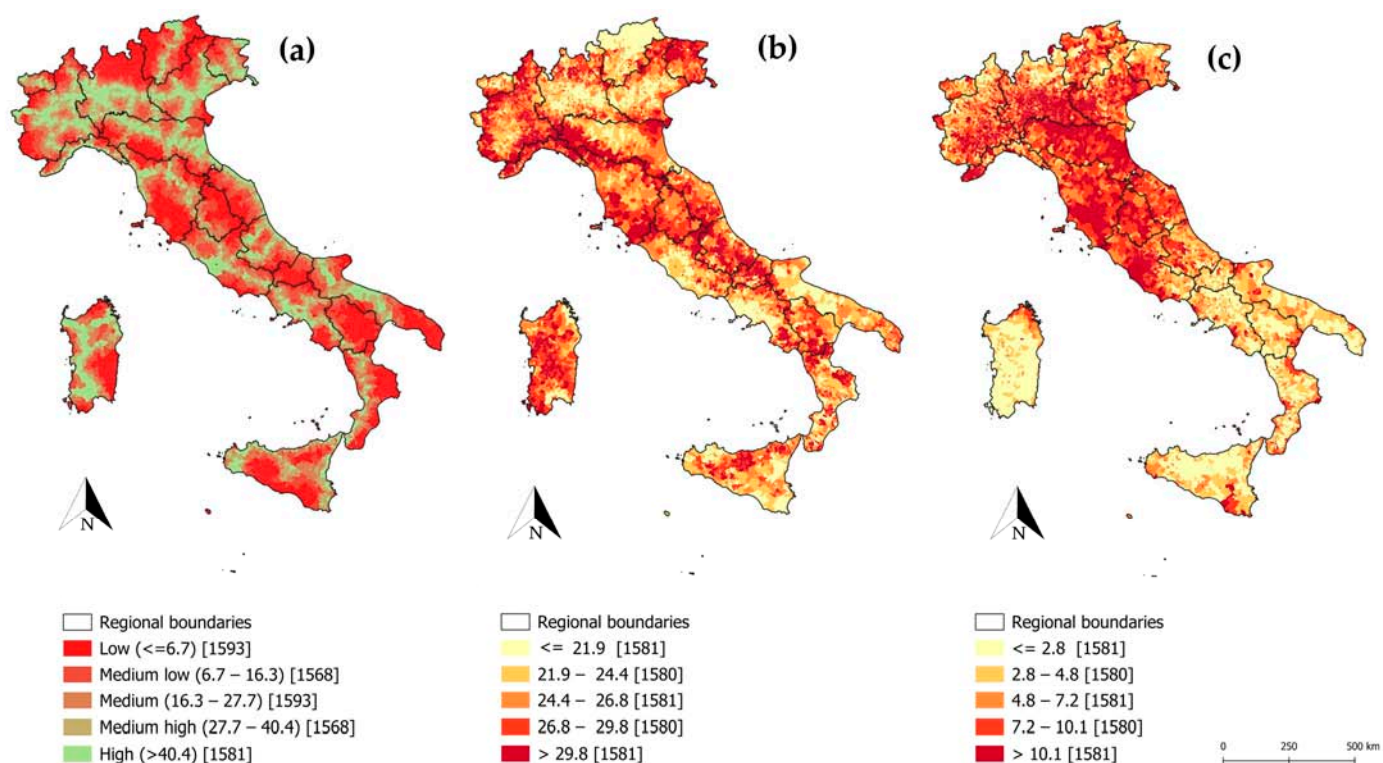 (a)
(b)
(c)
N
N
N
Regional boundaries
Low (<=6.7) [1593]
Medium low (6.7 – 16.3) [1568]
Medium (16.3 – 27.7) [1593]
Medium high (27.7 – 40.4) [1568]
High (>40.4) [1581]
Regional boundaries
<= 21.9 [1581]
21.9 – 24.4 [1580]
24.4 – 26.8 [1581]
26.8 – 29.8 [1580]
> 29.8 [1581]
Regional boundaries
<= 2.8 [1581]
2.8 – 4.8 [1580]
4.8 – 7.2 [1581]
7.2 – 10.1 [1580]
> 10.1 [1581]
0 250 500 km